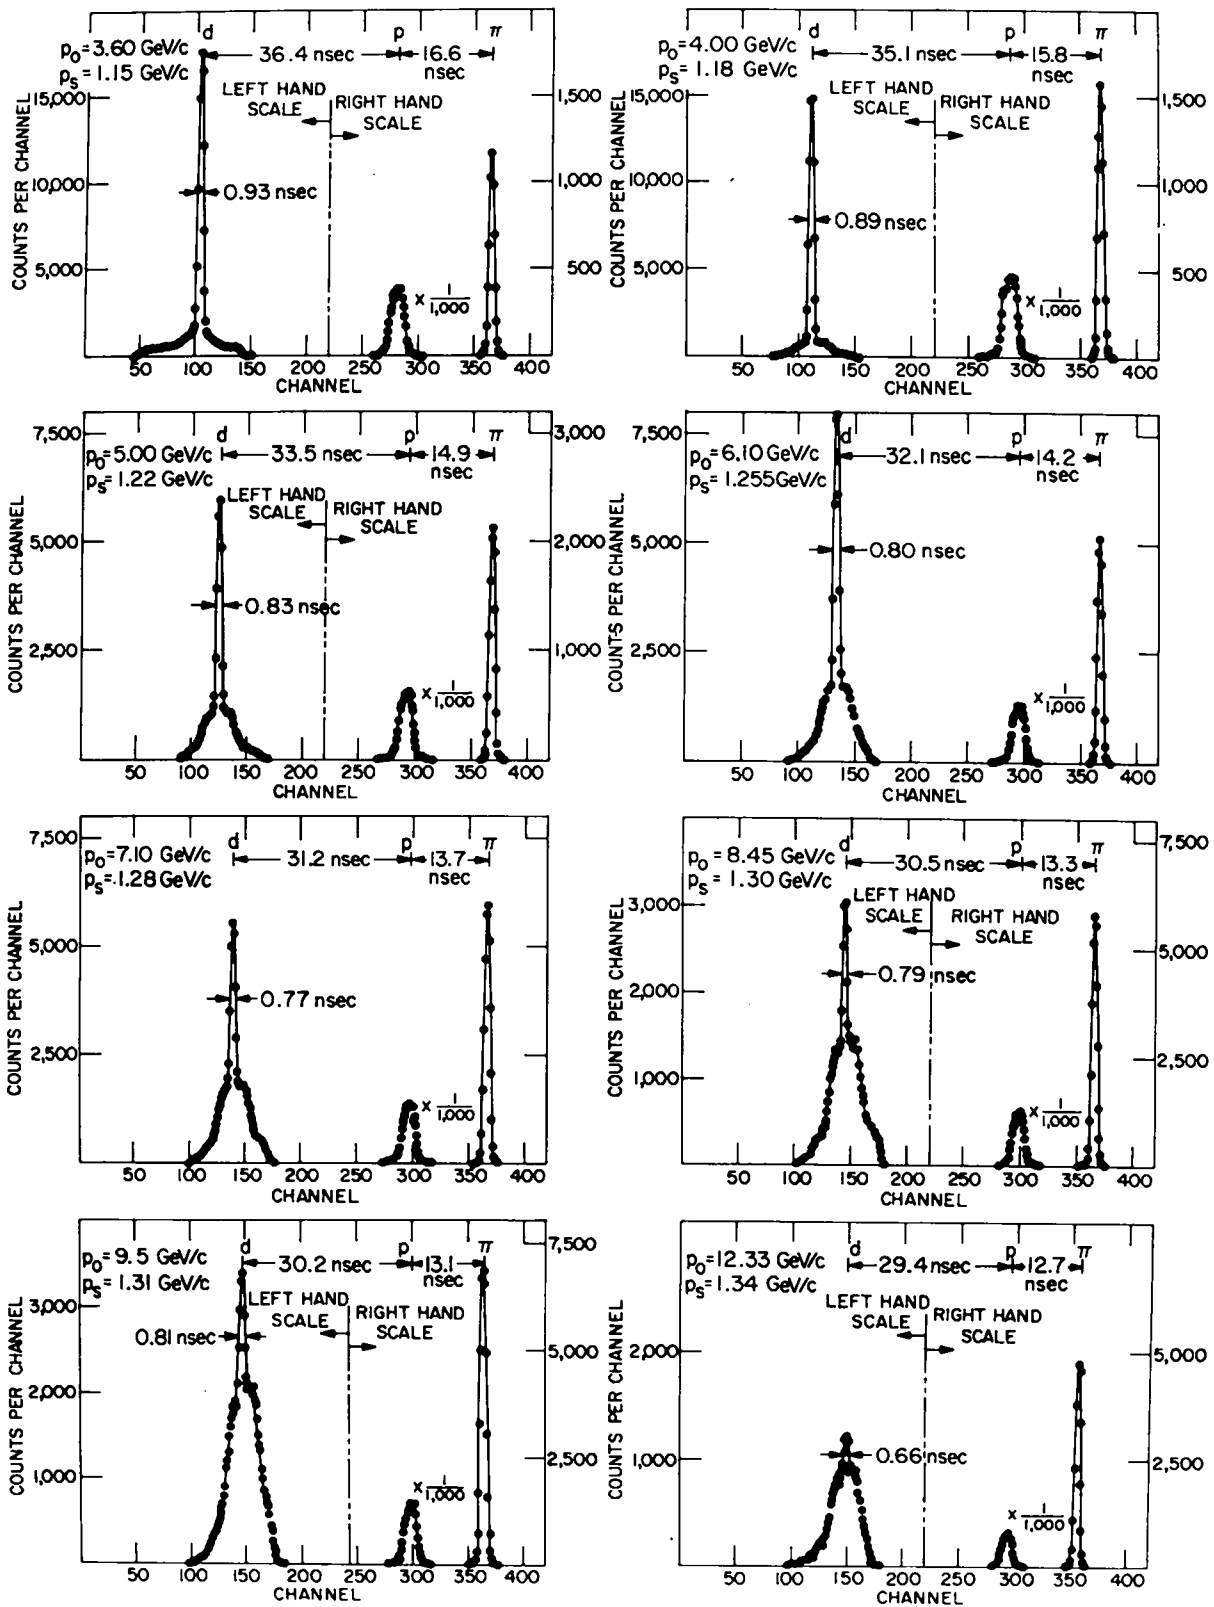 d p π
p₀=3.60 GeV/c 36.4 nsec 16.6 nsec
pₛ=1.15 GeV/c
LEFT HAND SCALE RIGHT HAND SCALE
15,000 1,500
10,000 0.93 nsec 1,000
5,000 500
x 1/1,000
COUNTS PER CHANNEL
50 100 150 200 250 300 350 400
CHANNEL
d p π
p₀=4.00 GeV/c 35.1 nsec 15.8 nsec
pₛ=1.18 GeV/c
LEFT HAND SCALE RIGHT HAND SCALE
15,000 1,500
10,000 0.89 nsec 1,000
5,000 500
x 1/1,000
COUNTS PER CHANNEL
50 100 150 200 250 300 350 400
CHANNEL
7,500 d p π 3,000
p₀=5.00 GeV/c 33.5 nsec 14.9 nsec
pₛ=1.22 GeV/c
LEFT HAND SCALE RIGHT HAND SCALE
5,000 2,000
0.83 nsec
2,500 1,000
x 1/1,000
COUNTS PER CHANNEL
50 100 150 200 250 300 350 400
CHANNEL
7,500 d p π
p₀=6.10 GeV/c 32.1 nsec 14.2 nsec
pₛ=1.255 GeV/c
5,000 0.80 nsec
2,500
x 1/1,000
COUNTS PER CHANNEL
50 100 150 200 250 300 350 400
CHANNEL
7,500 d p π
p₀=7.10 GeV/c 31.2 nsec 13.7 nsec
pₛ=1.28 GeV/c
5,000
0.77 nsec
2,500
x 1/1,000
COUNTS PER CHANNEL
50 100 150 200 250 300 350 400
CHANNEL
d p π 7,500
p₀=8.45 GeV/c 30.5 nsec 13.3 nsec
pₛ=1.30 GeV/c
LEFT HAND SCALE RIGHT HAND SCALE
3,000 5,000
0.79 nsec
2,000
1,000 2,500
x 1/1,000
COUNTS PER CHANNEL
50 100 150 200 250 300 350 400
CHANNEL
d p π 7,500
p₀=9.5 GeV/c 30.2 nsec 13.1 nsec
pₛ=1.31 GeV/c
LEFT HAND SCALE RIGHT HAND SCALE
3,000
0.81 nsec 5,000
2,000
1,000 2,500
x 1/1,000
COUNTS PER CHANNEL
50 100 150 200 250 300 350 400
CHANNEL
d p π
p₀=12.33 GeV/c 29.4 nsec 12.7 nsec
pₛ=1.34 GeV/c
LEFT HAND SCALE RIGHT HAND SCALE
2,000 5,000
1,000 0.66 nsec 2,500
x 1/1,000
COUNTS PER CHANNEL
50 100 150 200 250 300 350 400
CHANNEL